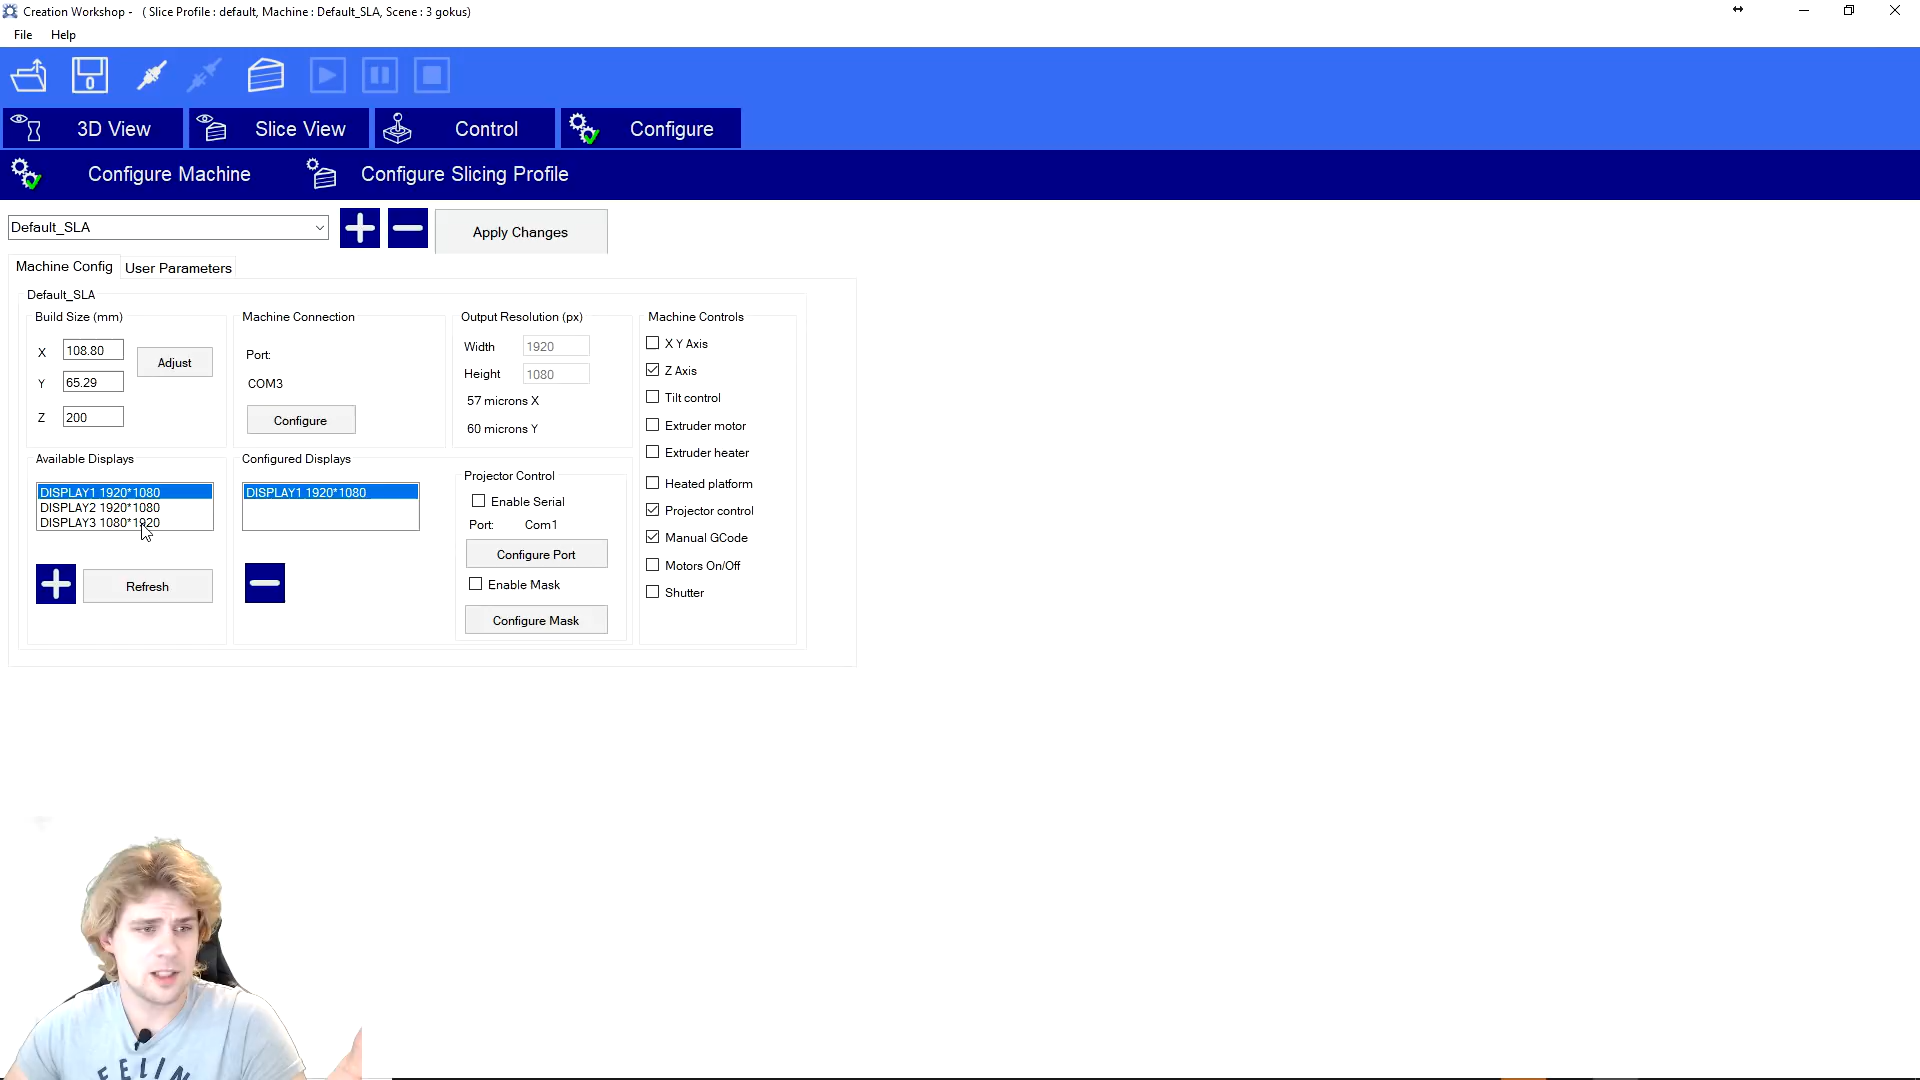 Creation Workshop - ( Slice Profile : default, Machine : Default_SLA, Scene : 3 gokus)
File Help
3D View Slice View Control Configure
Configure Machine Configure Slicing Profile
Default_SLA Apply Changes
Machine Config User Parameters
Default_SLA
Build Size (mm)
X 108.80 Adjust
Y 65.29
Z 200
Machine Connection
Port:
COM3
Configure
Output Resolution (px)
Width 1920
Height 1080
57 microns X
60 microns Y
Machine Controls
X Y Axis
Z Axis
Tilt control
Extruder motor
Extruder heater
Heated platform
Projector control
Manual GCode
Motors On/Off
Shutter
Available Displays
DISPLAY1 1920*1080
DISPLAY2 1920*1080
DISPLAY3 1080*1920
Refresh
Configured Displays
DISPLAY1 1920*1080
Projector Control
Enable Serial
Port: Com1
Configure Port
Enable Mask
Configure Mask